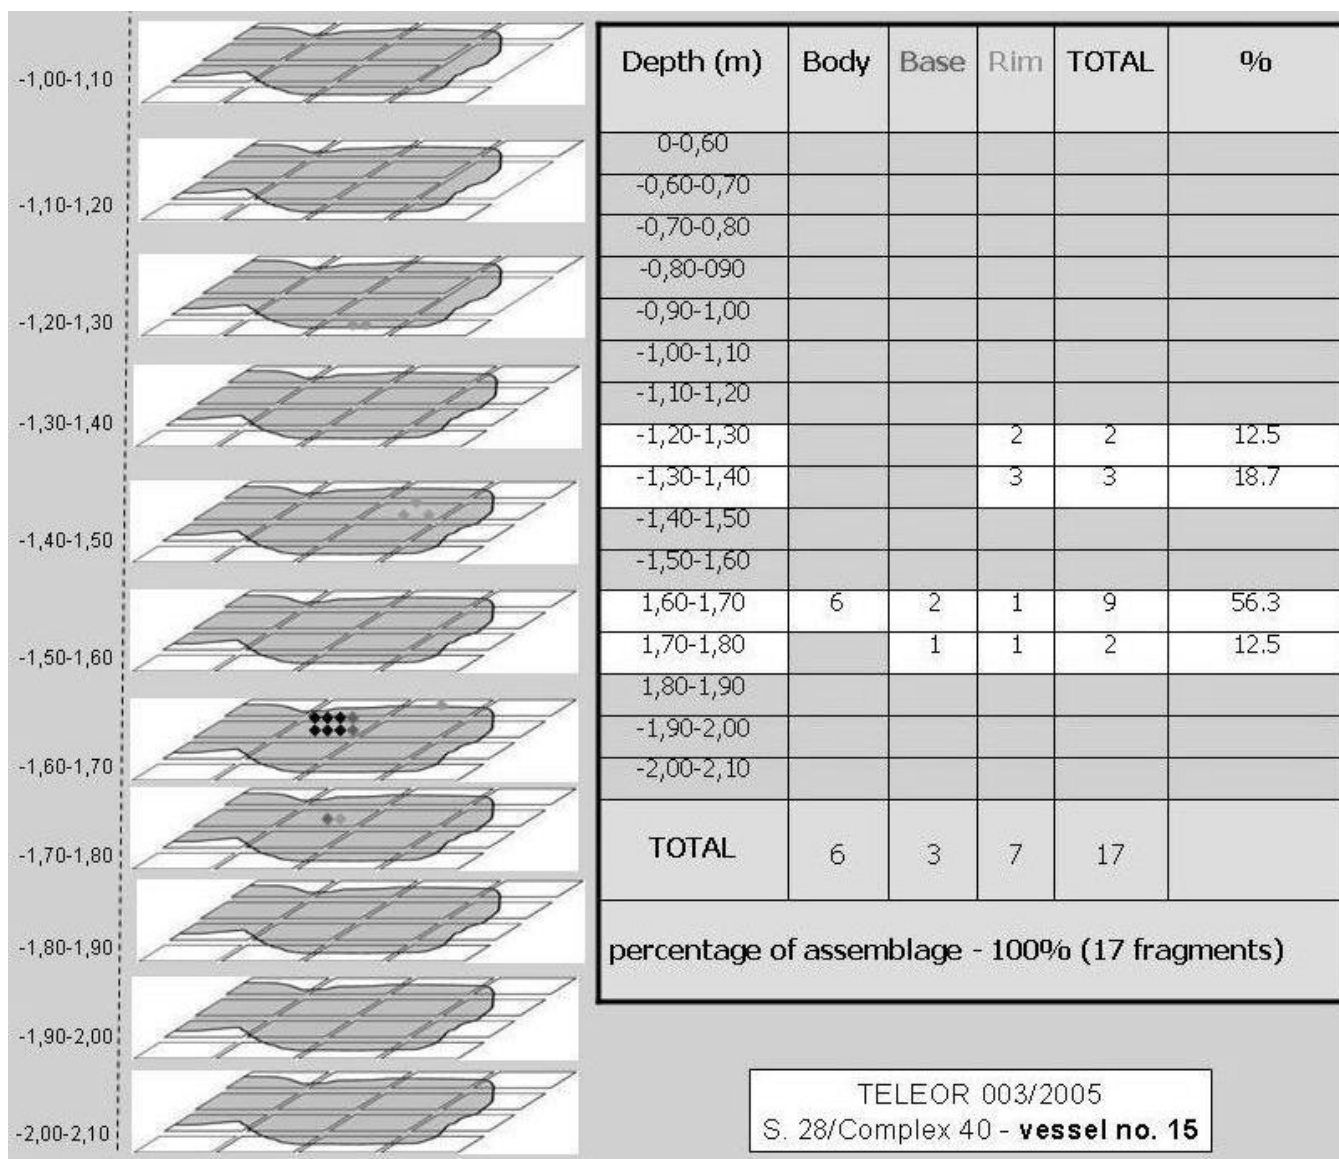 -1,00-1,10
-1,10-1,20
-1,20-1,30
-1,30-1,40
-1,40-1,50
-1,50-1,60
-1,60-1,70
-1,70-1,80
-1,80-1,90
-1,90-2,00
-2,00-2,10
Depth (m) Body Base Rim TOTAL %
0-0,60
-0,60-0,70
-0,70-0,80
-0,80-090
-0,90-1,00
-1,00-1,10
-1,10-1,20
-1,20-1,30 2 2 12.5
-1,30-1,40 3 3 18.7
-1,40-1,50
-1,50-1,60
1,60-1,70 6 2 1 9 56.3
1,70-1,80 1 1 2 12.5
1,80-1,90
-1,90-2,00
-2,00-2,10
TOTAL 6 3 7 17
percentage of assemblage - 100% (17 fragments)
TELEOR 003/2005
S. 28/Complex 40 - vessel no. 15